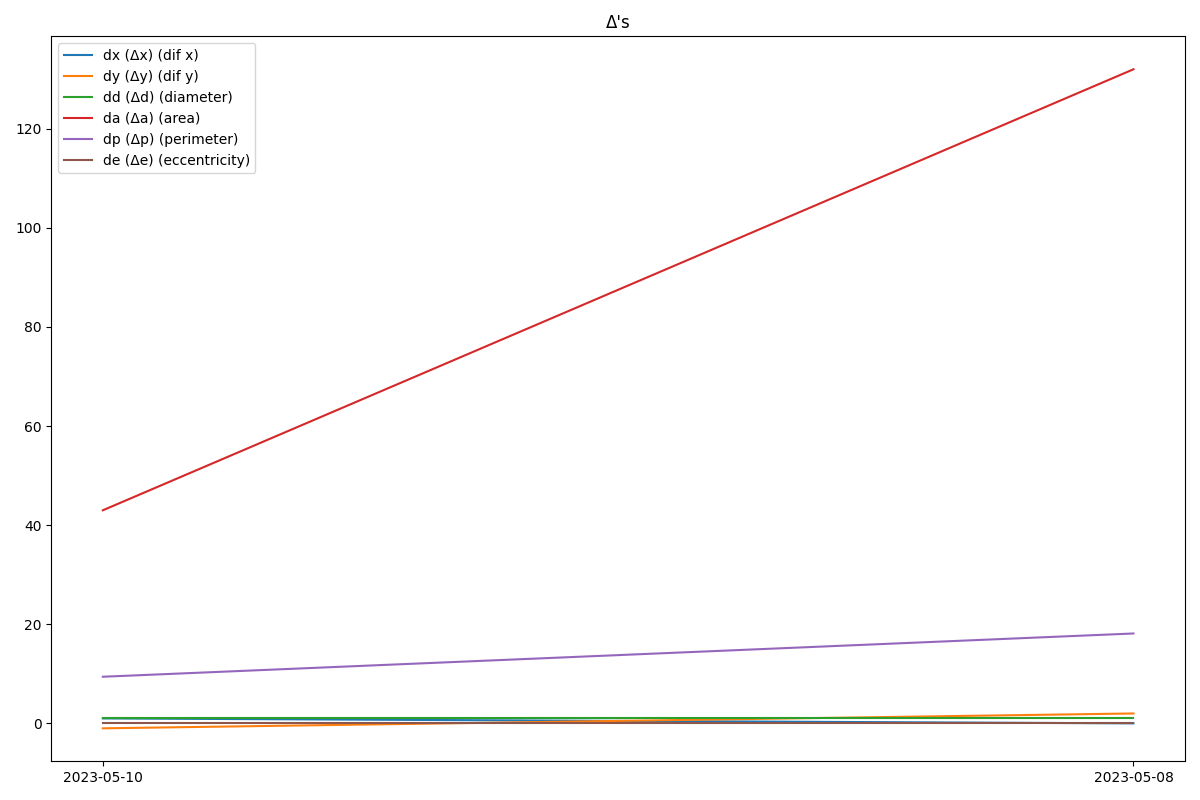 Δ's
dx (Δx) (dif x)
dy (Δy) (dif y)
dd (Δd) (diameter)
da (Δa) (area)
dp (Δp) (perimeter)
de (Δe) (eccentricity)
120
100
80
60
40
20
0
2023-05-10 2023-05-08